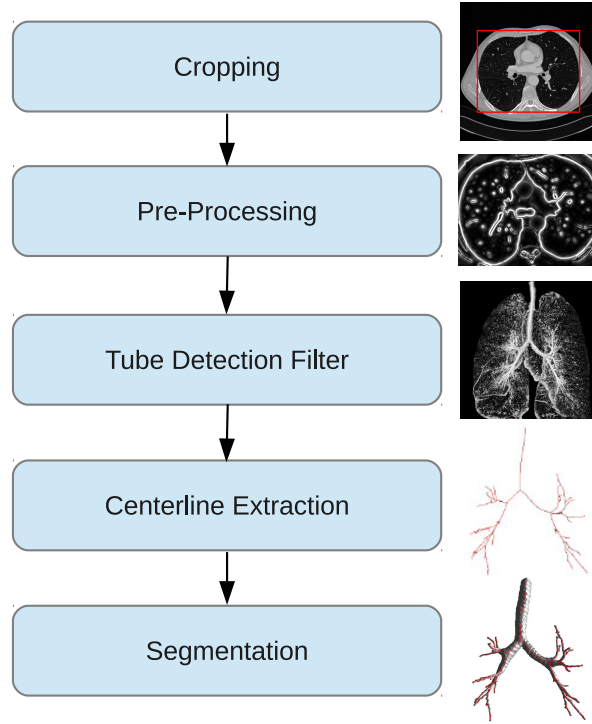 Cropping
Pre-Processing
Tube Detection Filter
Centerline Extraction
Segmentation